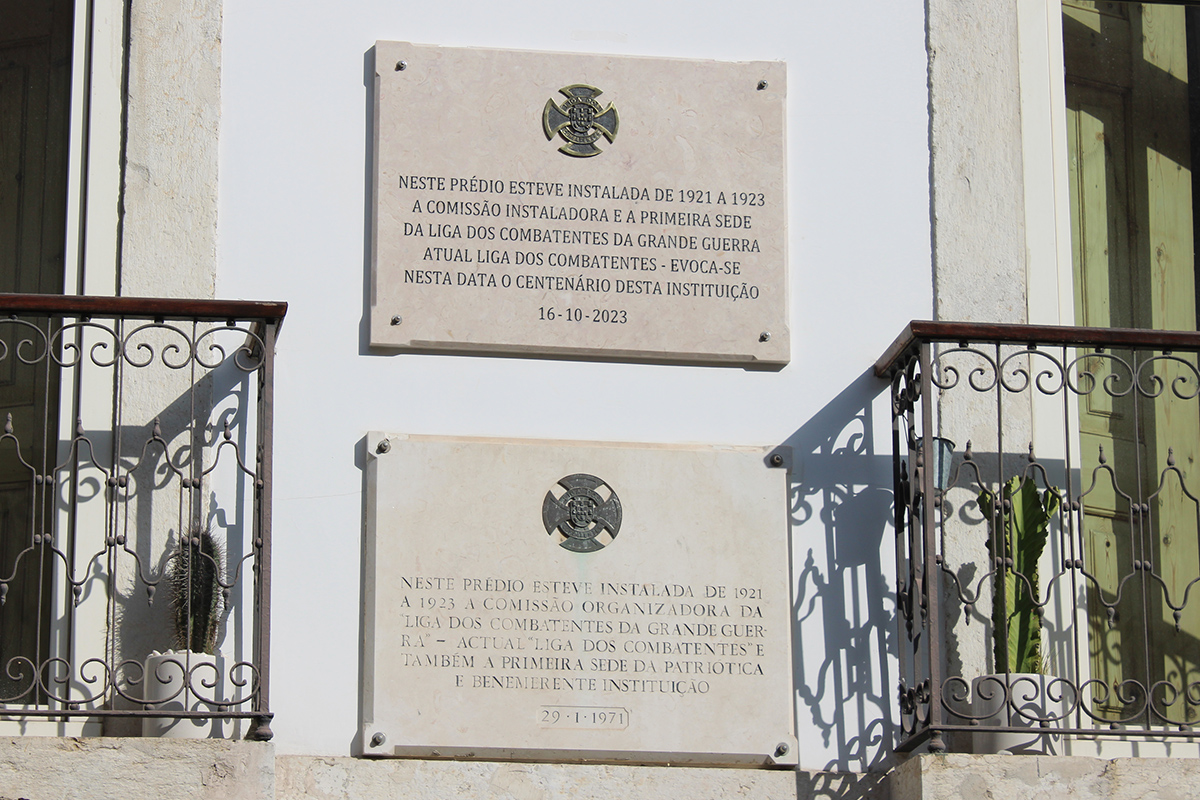 NESTE PRÉDIO ESTEVE INSTALADA DE 1921 A 1923
A COMISSÃO INSTALADORA E A PRIMEIRA SEDE
DA LIGA DOS COMBATENTES DA GRANDE GUERRA
ATUAL LIGA DOS COMBATENTES - EVOCA-SE
NESTA DATA O CENTENÁRIO DESTA INSTITUIÇÃO
16-10-2023
NESTE PRÉDIO ESTEVE INSTALADA DE 1921
A 1923 A COMISSÃO ORGANIZADORA DA
"LIGA DOS COMBATENTES DA GRANDE GUER-
RA" - ACTUAL "LIGA DOS COMBATENTES" E
TAMBÉM A PRIMEIRA SEDE DA PATRIOTICA
E BENEMERENTE INSTITUIÇÃO
29·1·1971